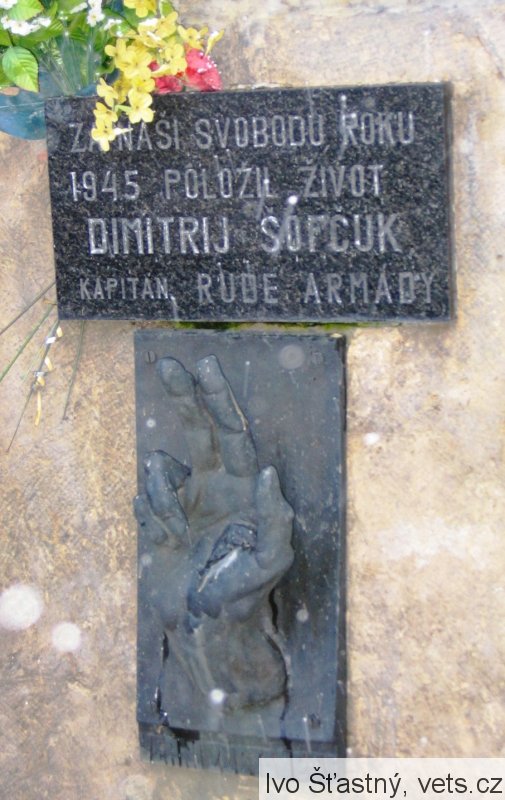 ZA NAŠI SVOBODU ROKU
1945 POLOŽIL ŽIVOT
DIMITRIJ SOFČUK
KAPITÁN RUDÉ ARMÁDY
Ivo Šťastný, vets.cz